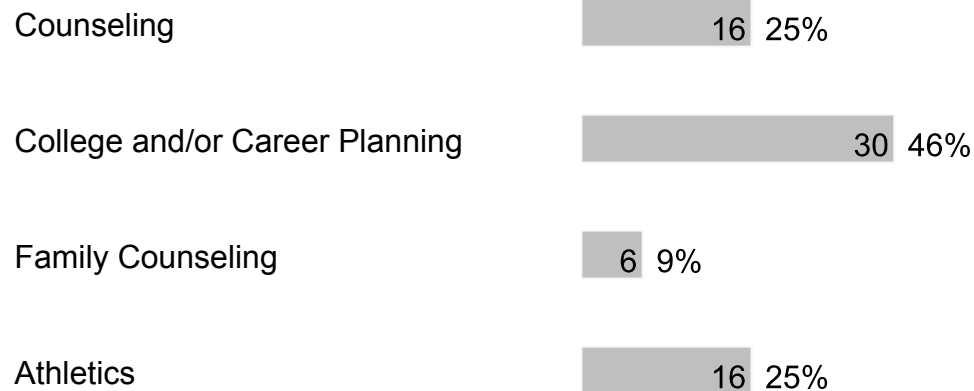 Counseling 16 25%
College and/or Career Planning 30 46%
Family Counseling 6 9%
Athletics 16 25%